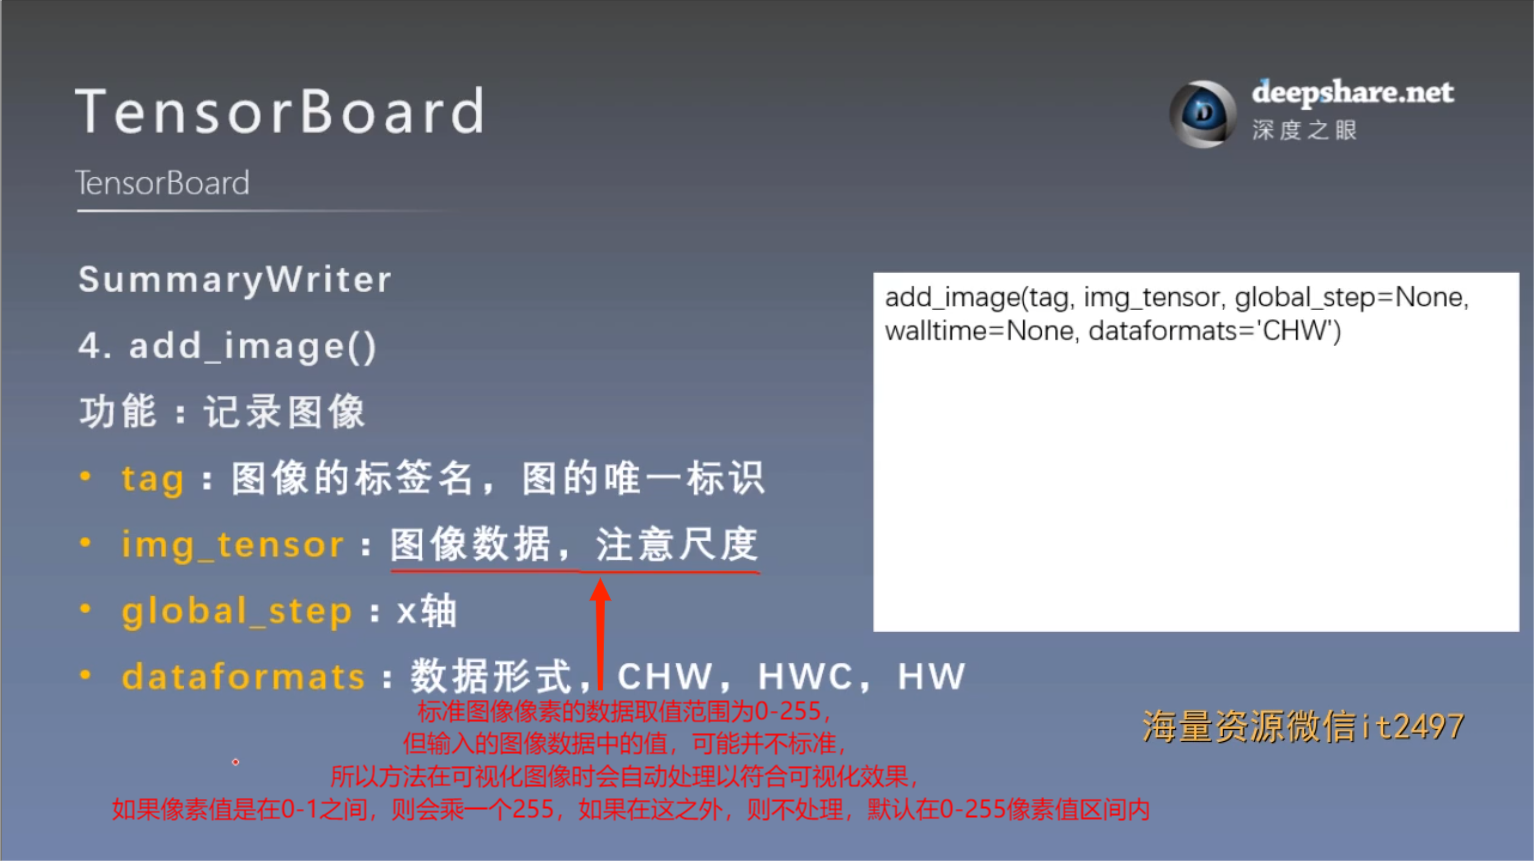 TensorBoard
deepshare.net
深度之眼
TensorBoard
SummaryWriter
4. add_image()
功能：记录图像
• tag：图像的标签名，图的唯一标识
• img_tensor：图像数据，注意尺度
• global_step：x轴
• dataformats：数据形式，CHW，HWC，HW
add_image(tag, img_tensor, global_step=None,
walltime=None, dataformats='CHW')
标准图像像素的数据取值范围为0-255，
但输入的图像数据中的值，可能并不标准，
所以方法在可视化图像时会自动处理以符合可视化效果，
如果像素值是在0-1之间，则会乘一个255，如果在这之外，则不处理，默认在0-255像素值区间内
海量资源微信it2497